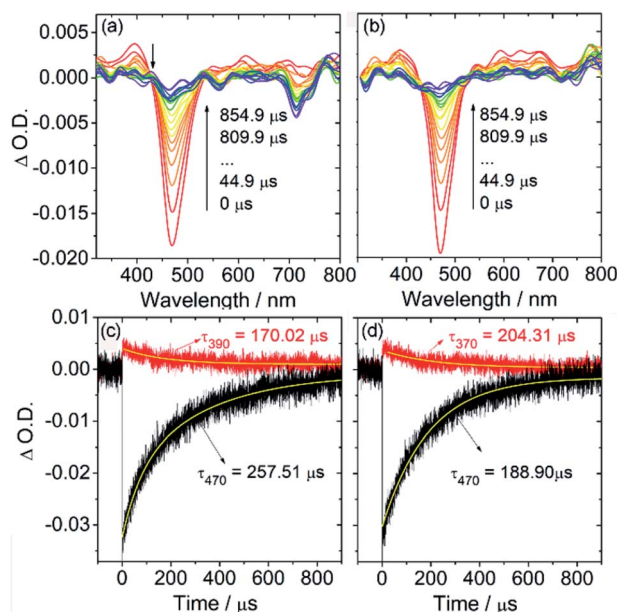 (a)
(b)
0.005
0.000
-0.005
-0.010
-0.015
-0.020
Δ O.D.
854.9 μs
809.9 μs
...
44.9 μs
0 μs
854.9 μs
809.9 μs
...
44.9 μs
0 μs
400 500 600 700 800
400 500 600 700 800
Wavelength / nm
Wavelength / nm
(c)
(d)
0.01
0.00
-0.01
-0.02
-0.03
Δ O.D.
τ390 = 170.02 μs
τ470 = 257.51 μs
τ370 = 204.31 μs
τ470 = 188.90μs
0 200 400 600 800
0 200 400 600 800
Time / μs
Time / μs